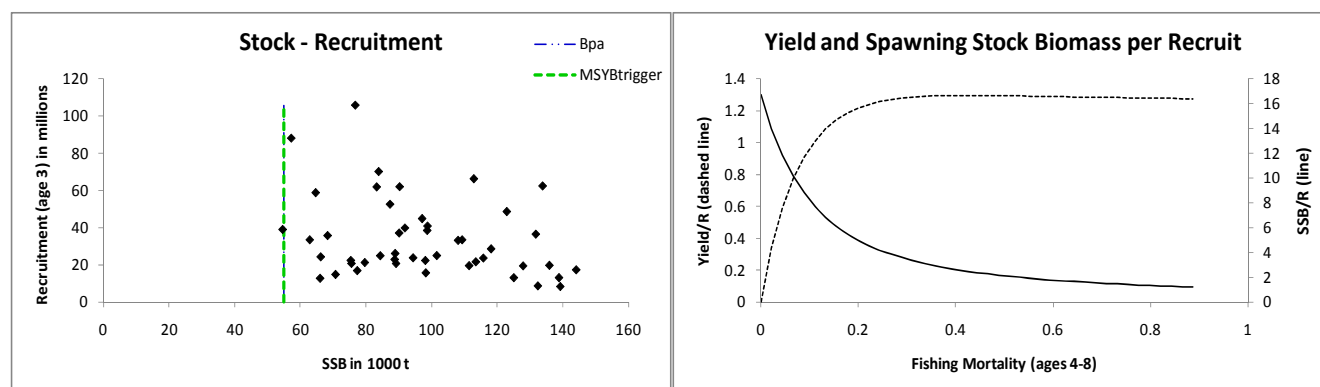 Stock - Recruitment
Bpa
MSYBtrigger
Recruitment (age 3) in millions
120
100
80
60
40
20
0
0 20 40 60 80 100 120 140 160
SSB in 1000 t
Yield and Spawning Stock Biomass per Recruit
Yield/R (dashed line)
1.4
1.2
1
0.8
0.6
0.4
0.2
0
18
16
14
12
10
8
6
4
2
0
SSB/R (line)
0 0.2 0.4 0.6 0.8 1
Fishing Mortality (ages 4-8)